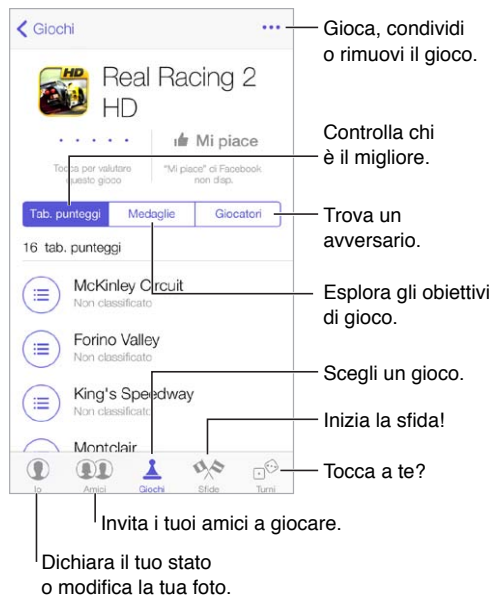 Giochi
Gioca, condividi
o rimuovi il gioco.
HD
Real Racing 2
HD
Mi piace
Tocca per valutare
questo gioco
"Mi piace" di Facebook
non disp.
Controlla chi
è il migliore.
Tab. punteggi
Medaglie
Giocatori
Trova un
avversario.
16 tab. punteggi
McKinley Circuit
Non classificato
Esplora gli obiettivi
di gioco.
Forino Valley
Non classificato
King's Speedway
Non classificato
Scegli un gioco.
Montclair
Inizia la sfida!
Io
Amici
Giochi
Sfide
Turni
Tocca a te?
Invita i tuoi amici a giocare.
Dichiara il tuo stato
o modifica la tua foto.